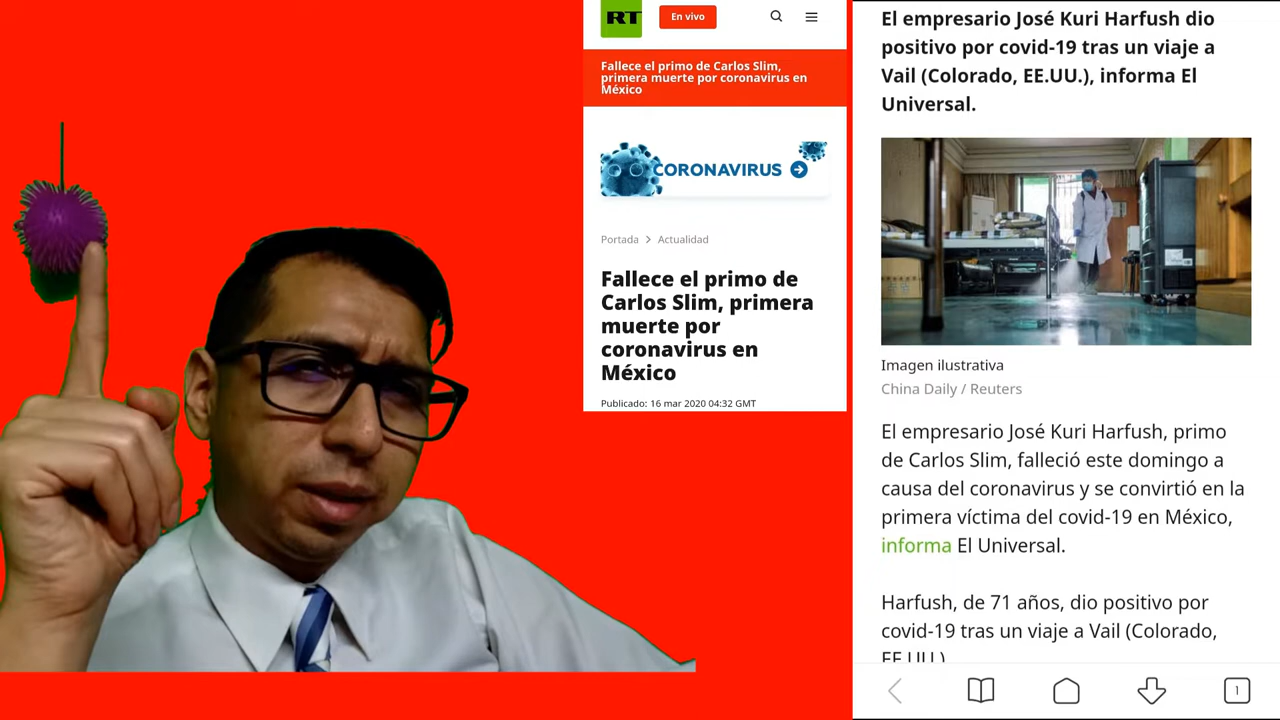 RT
En vivo
Fallece el primo de Carlos Slim,
primera muerte por coronavirus en
México
CORONAVIRUS
Portada > Actualidad
Fallece el primo de
Carlos Slim, primera
muerte por
coronavirus en
México
Publicado: 16 mar 2020 04:32 GMT
El empresario José Kuri Harfush dio
positivo por covid-19 tras un viaje a
Vail (Colorado, EE.UU.), informa El
Universal.
Imagen ilustrativa
China Daily / Reuters
El empresario José Kuri Harfush, primo
de Carlos Slim, falleció este domingo a
causa del coronavirus y se convirtió en la
primera víctima del covid-19 en México,
informa El Universal.
Harfush, de 71 años, dio positivo por
covid-19 tras un viaje a Vail (Colorado,
EE.UU.)
1